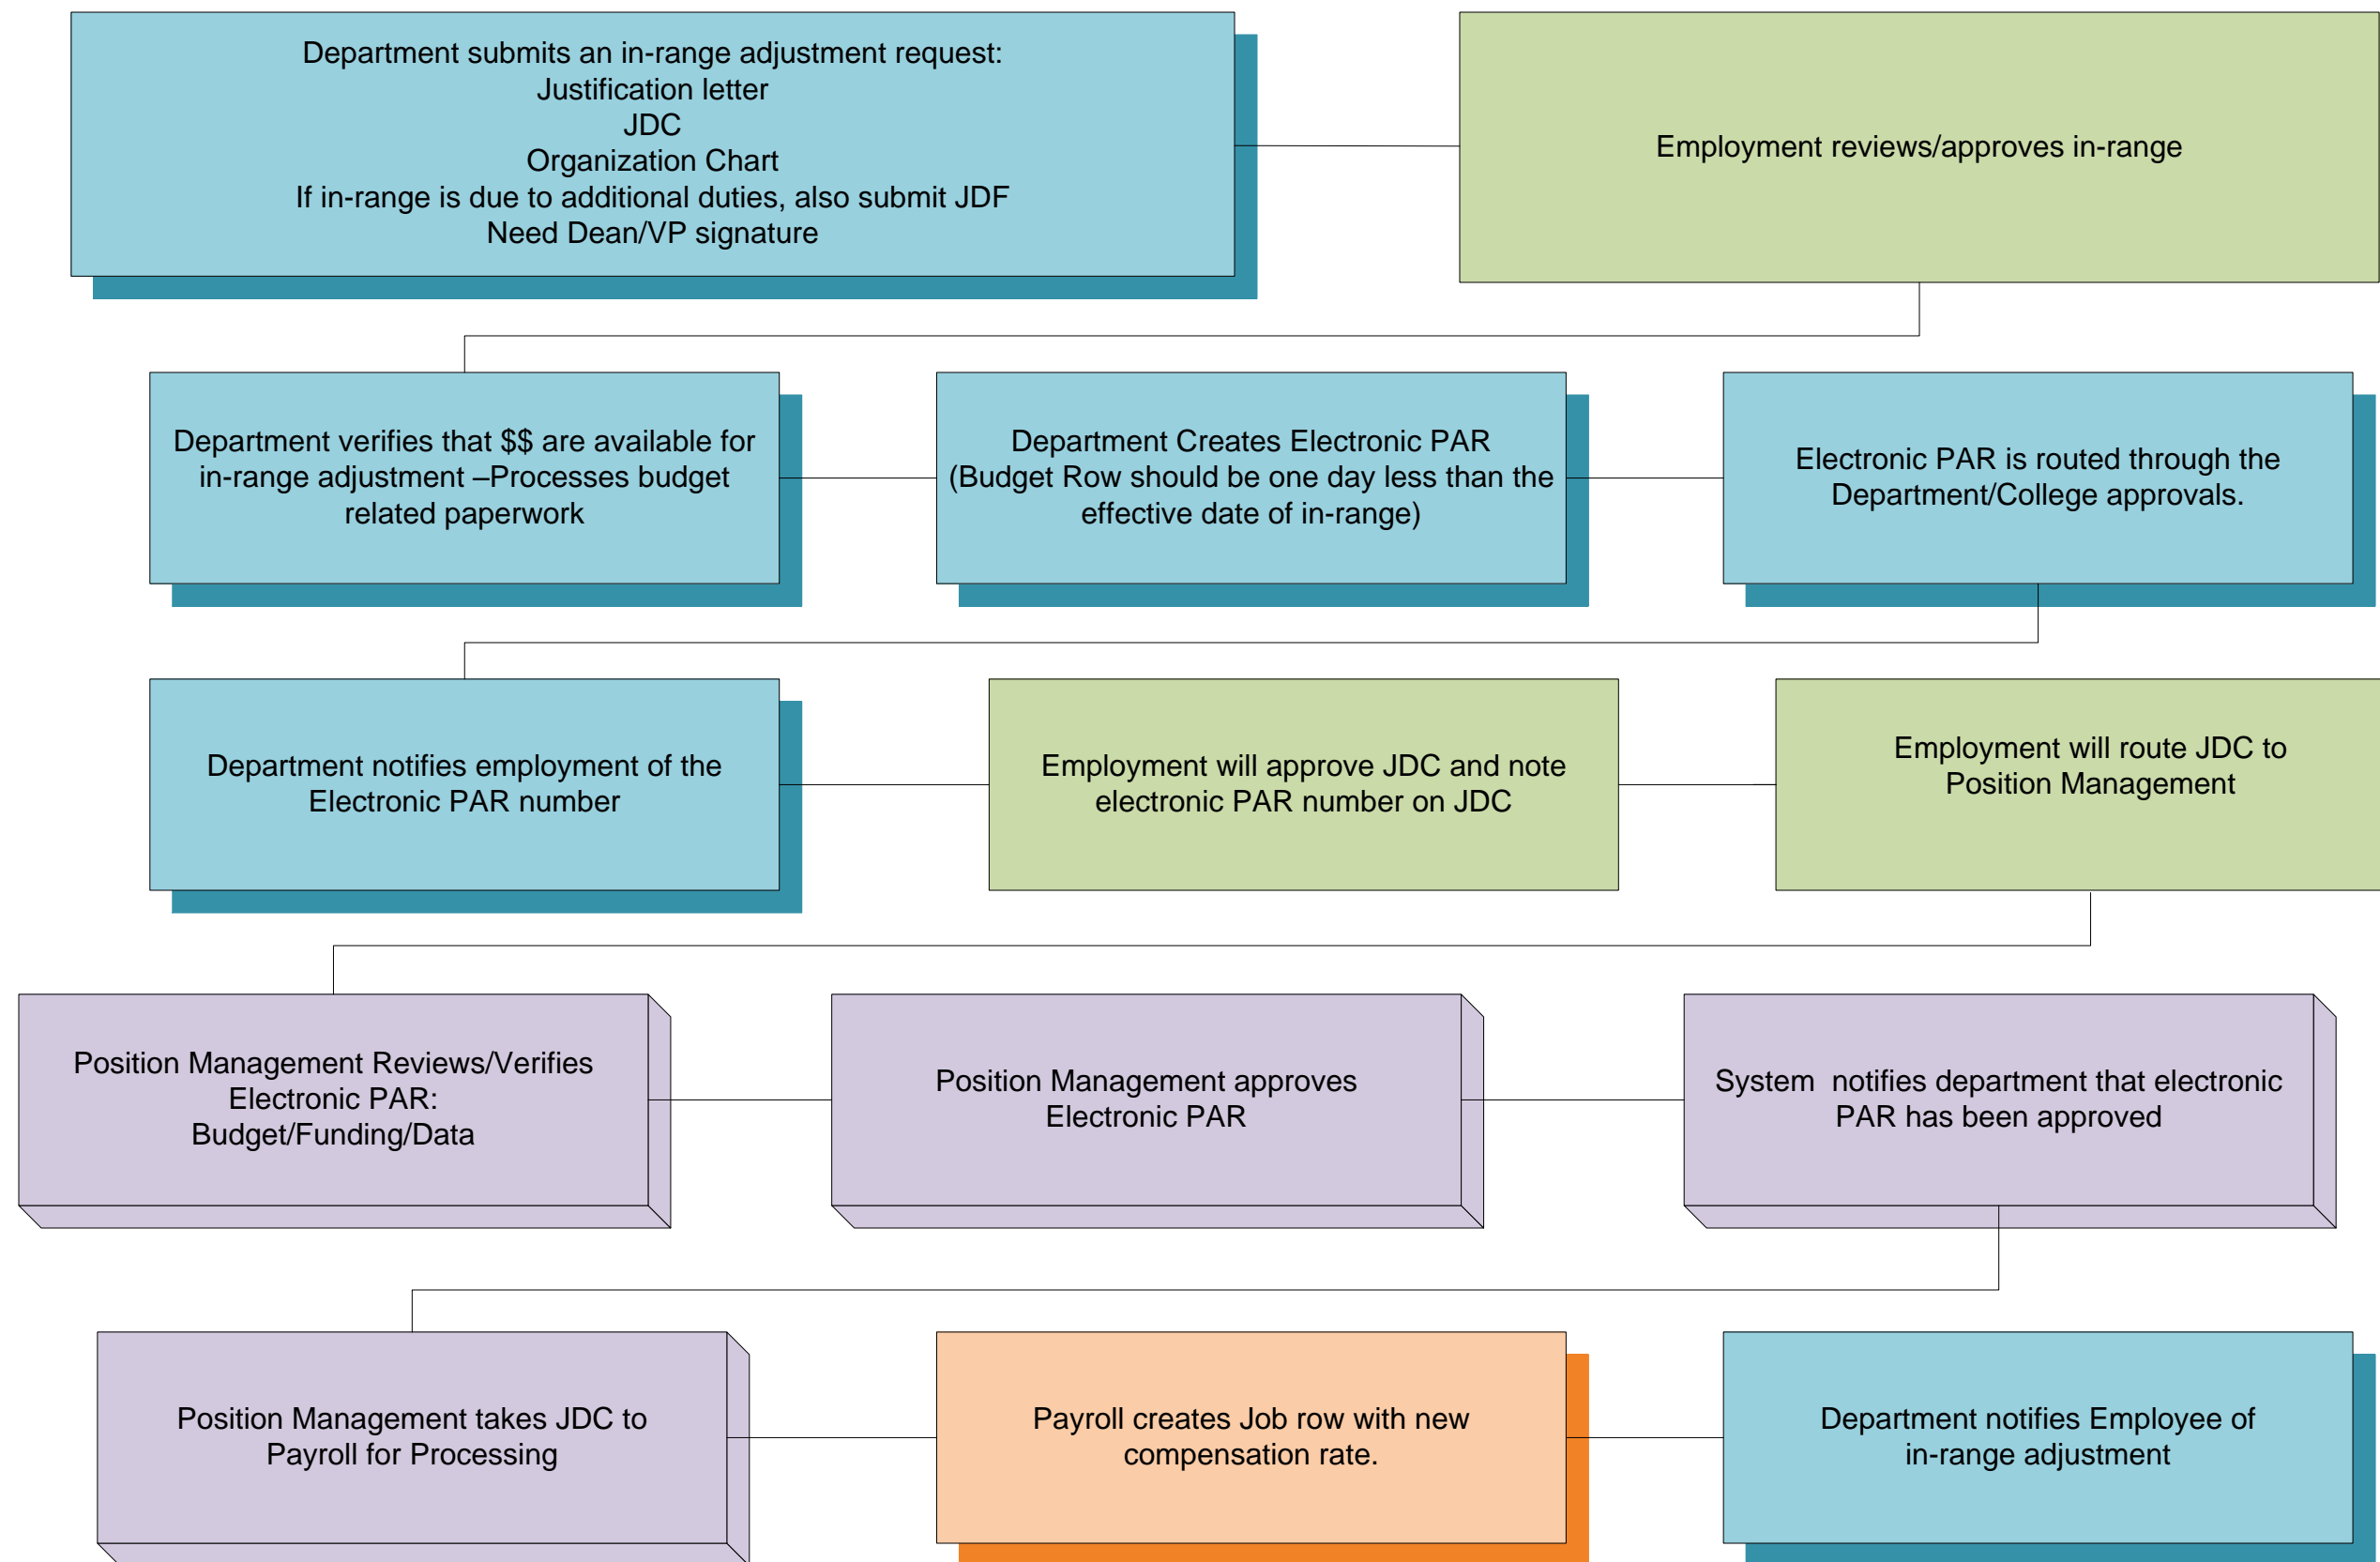 Department submits an in-range adjustment request:
Justification letter
JDC
Organization Chart
If in-range is due to additional duties, also submit JDF
Need Dean/VP signature
Employment reviews/approves in-range
Department verifies that $$ are available for
in-range adjustment –Processes budget
related paperwork
Department Creates Electronic PAR
(Budget Row should be one day less than the
effective date of in-range)
Electronic PAR is routed through the
Department/College approvals.
Department notifies employment of the
Electronic PAR number
Employment will approve JDC and note
electronic PAR number on JDC
Employment will route JDC to
Position Management
Position Management Reviews/Verifies
Electronic PAR:
Budget/Funding/Data
Position Management approves
Electronic PAR
System  notifies department that electronic
PAR has been approved
Position Management takes JDC to
Payroll for Processing
Payroll creates Job row with new
compensation rate.
Department notifies Employee of
in-range adjustment